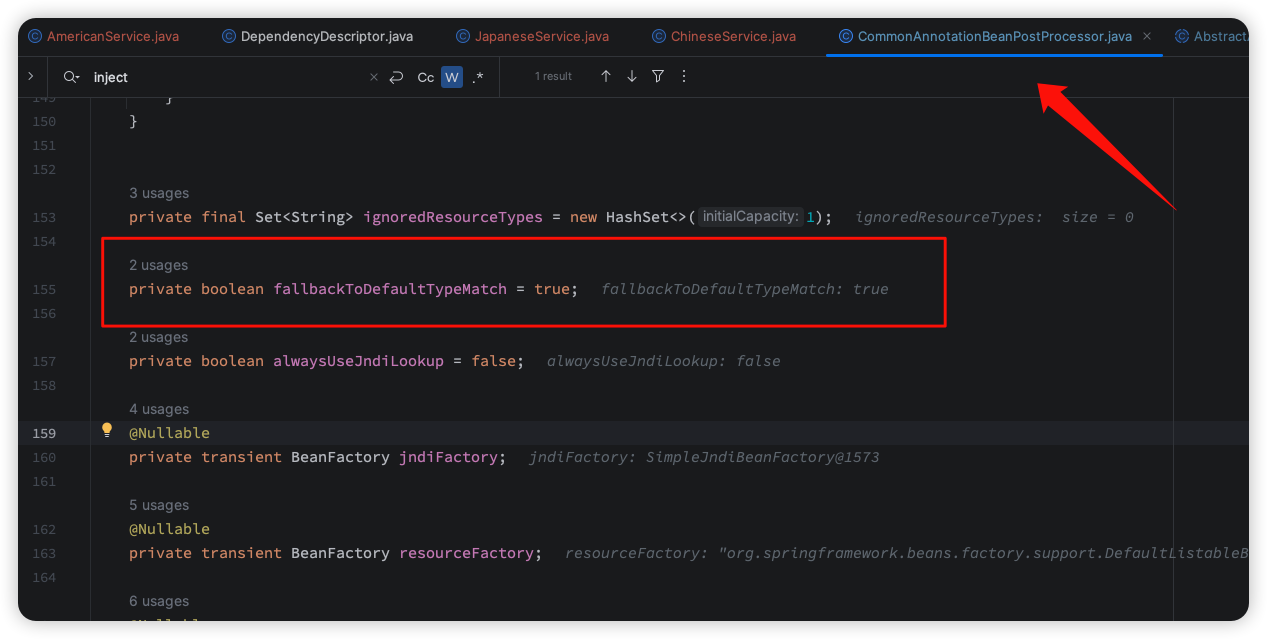 AmericanService.java DependencyDescriptor.java JapaneseService.java ChineseService.java CommonAnnotationBeanPostProcessor.java × Abstract
inject × Cc W .* 1 result
149 }
150 }
151
152
3 usages
153 private final Set<String> ignoredResourceTypes = new HashSet<>( initialCapacity: 1); ignoredResourceTypes: size = 0
154
2 usages
155 private boolean fallbackToDefaultTypeMatch = true; fallbackToDefaultTypeMatch: true
156
2 usages
157 private boolean alwaysUseJndiLookup = false; alwaysUseJndiLookup: false
158
4 usages
159 @Nullable
160 private transient BeanFactory jndiFactory; jndiFactory: SimpleJndiBeanFactory@1573
161
5 usages
162 @Nullable
163 private transient BeanFactory resourceFactory; resourceFactory: "org.springframework.beans.factory.support.DefaultListableB
164
6 usages